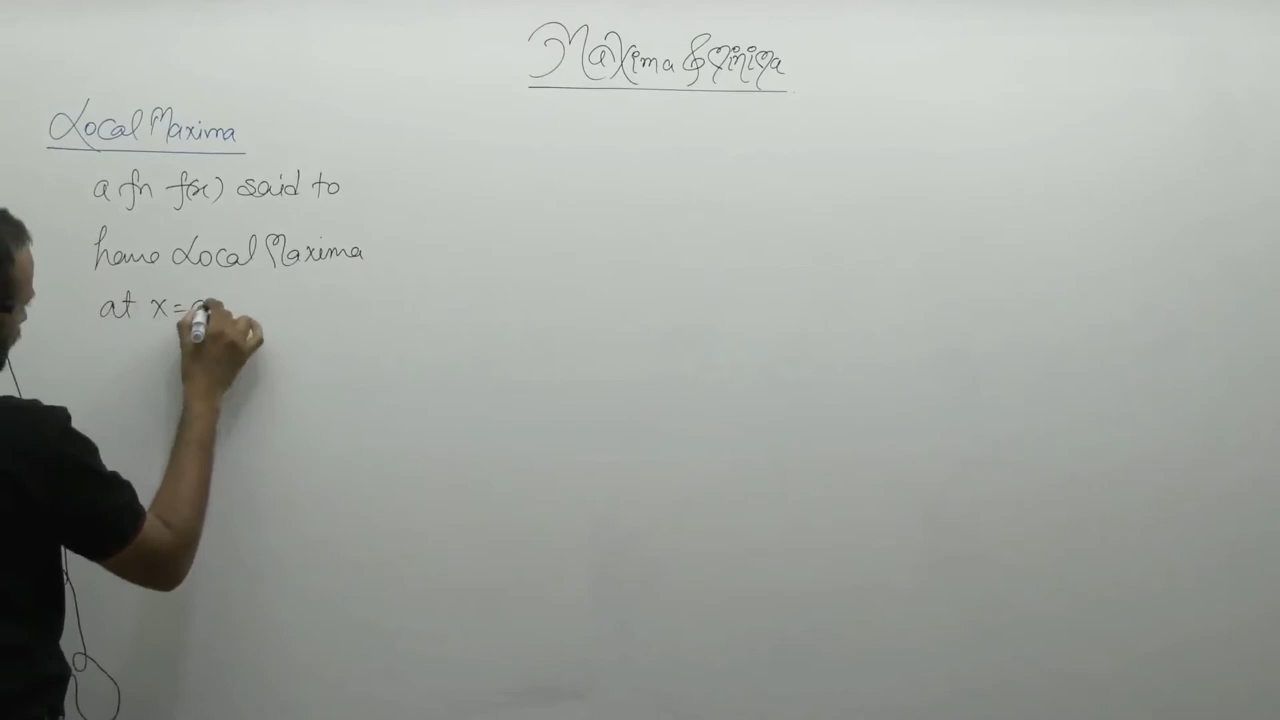 Maxima & Minima
Local Maxima
a fn f(x) said to
have Local Maxima
at x=